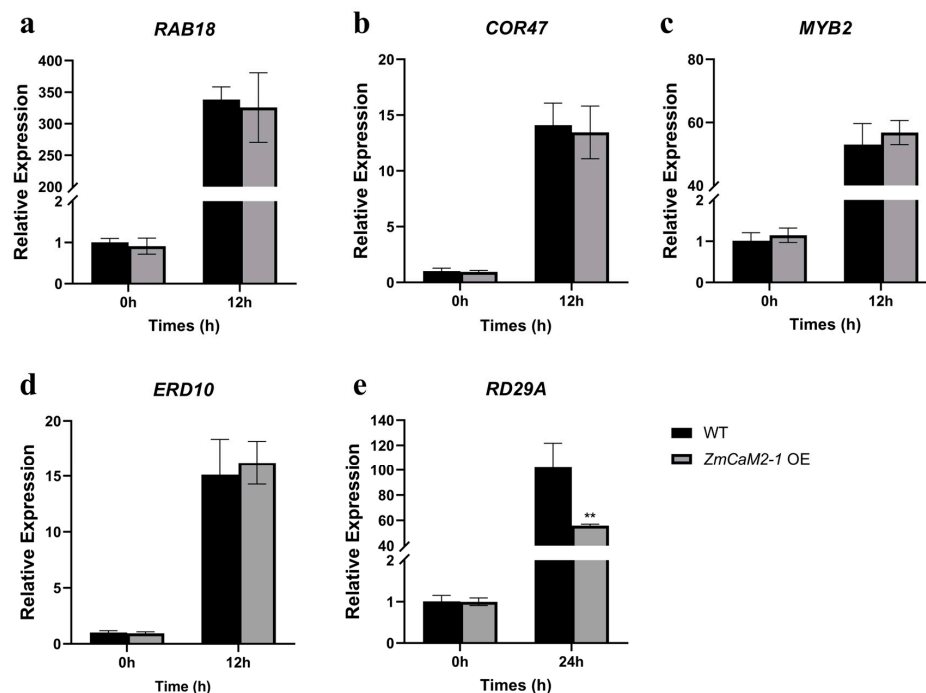 a
RAB18
Relative Expression
400
350
300
250
200
2
1
0
0h
12h
Times (h)
b
COR47
Relative Expression
20
15
10
5
0
0h
12h
Times (h)
c
MYB2
Relative Expression
80
60
40
2
1
0
0h
12h
Times (h)
d
ERD10
Relative Expression
20
15
10
5
0
0h
12h
Time (h)
e
RD29A
Relative Expression
140
120
100
80
60
40
2
1
0
**
0h
24h
Times (h)
WT
ZmCaM2-1 OE